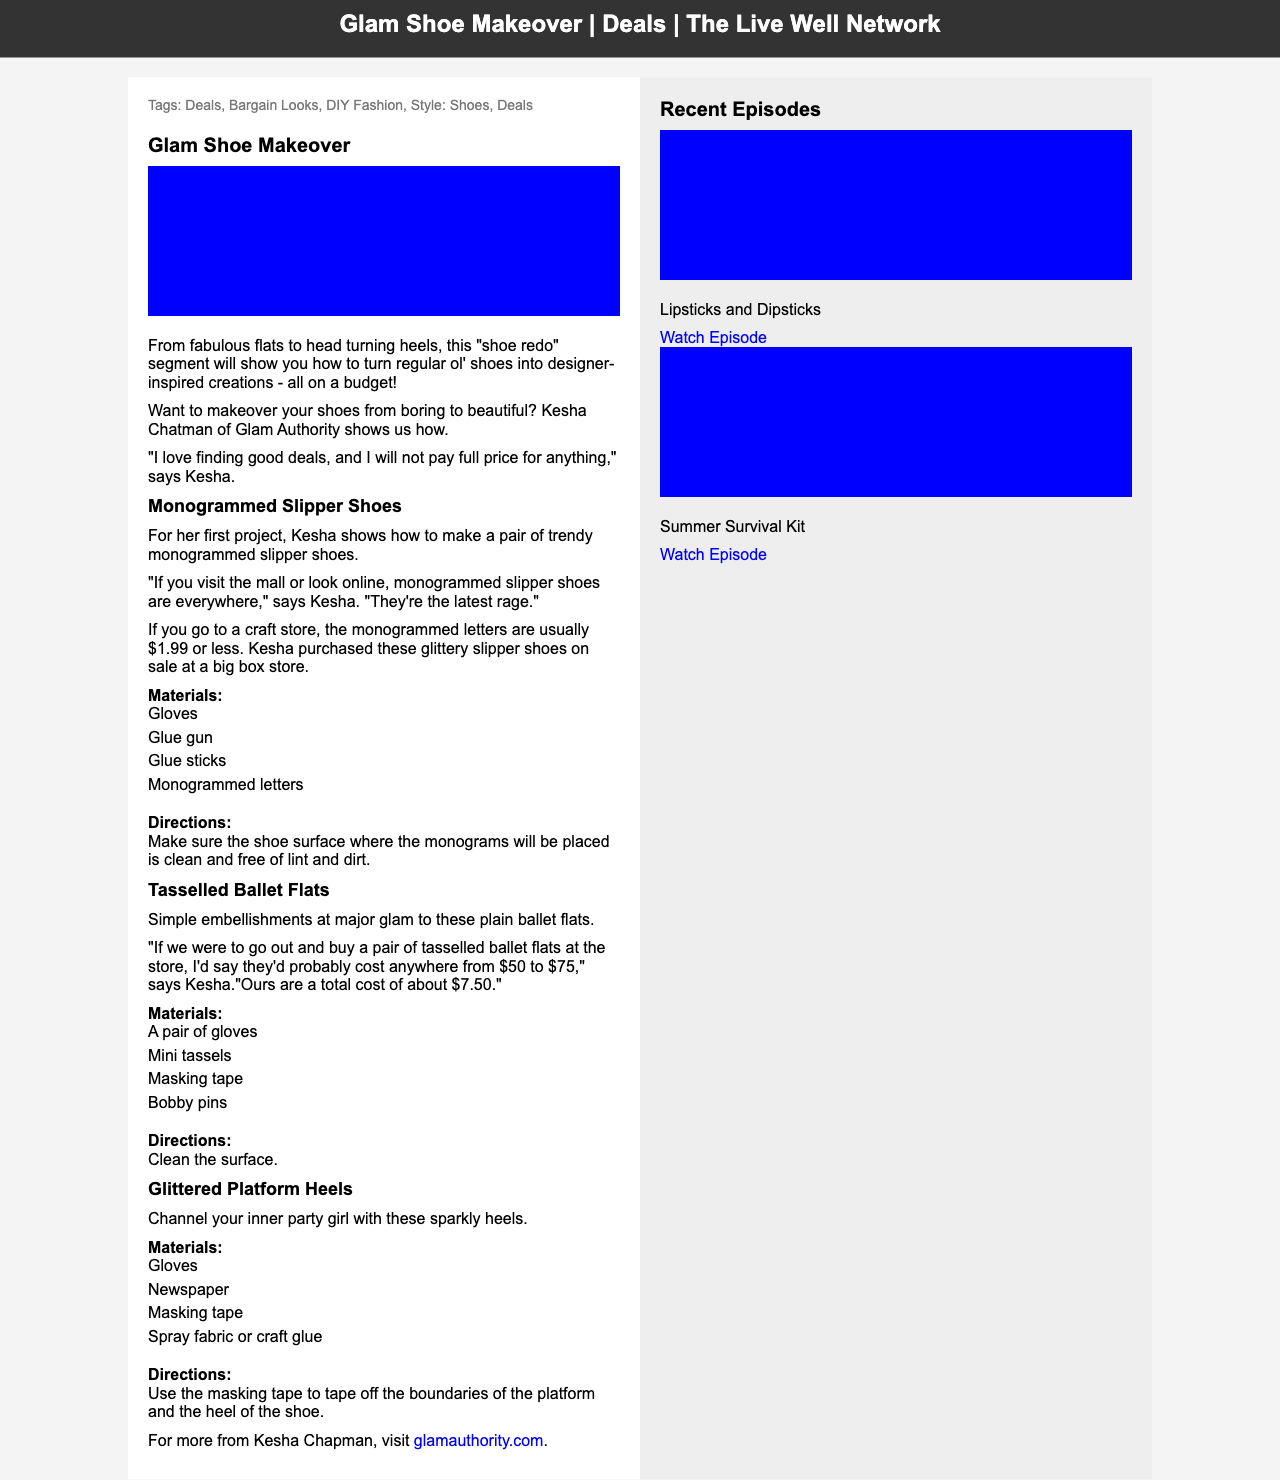 Glam Shoe Makeover | Deals | The Live Well Network
Tags: Deals, Bargain Looks, DIY Fashion, Style: Shoes, Deals
Glam Shoe Makeover
From fabulous flats to head turning heels, this "shoe redo"
segment will show you how to turn regular ol' shoes into designer-
inspired creations - all on a budget!
Want to makeover your shoes from boring to beautiful? Kesha
Chatman of Glam Authority shows us how.
"I love finding good deals, and I will not pay full price for anything,"
says Kesha.
Monogrammed Slipper Shoes
For her first project, Kesha shows how to make a pair of trendy
monogrammed slipper shoes.
"If you visit the mall or look online, monogrammed slipper shoes
are everywhere," says Kesha. "They're the latest rage."
If you go to a craft store, the monogrammed letters are usually
$1.99 or less. Kesha purchased these glittery slipper shoes on
sale at a big box store.
Materials:
Gloves
Glue gun
Glue sticks
Monogrammed letters
Directions:
Make sure the shoe surface where the monograms will be placed
is clean and free of lint and dirt.
Tasselled Ballet Flats
Simple embellishments at major glam to these plain ballet flats.
"If we were to go out and buy a pair of tasselled ballet flats at the
store, I'd say they'd probably cost anywhere from $50 to $75,"
says Kesha."Ours are a total cost of about $7.50."
Materials:
A pair of gloves
Mini tassels
Masking tape
Bobby pins
Directions:
Clean the surface.
Glittered Platform Heels
Channel your inner party girl with these sparkly heels.
Materials:
Gloves
Newspaper
Masking tape
Spray fabric or craft glue
Directions:
Use the masking tape to tape off the boundaries of the platform
and the heel of the shoe.
For more from Kesha Chapman, visit glamauthority.com.
Recent Episodes
Lipsticks and Dipsticks
Watch Episode
Summer Survival Kit
Watch Episode